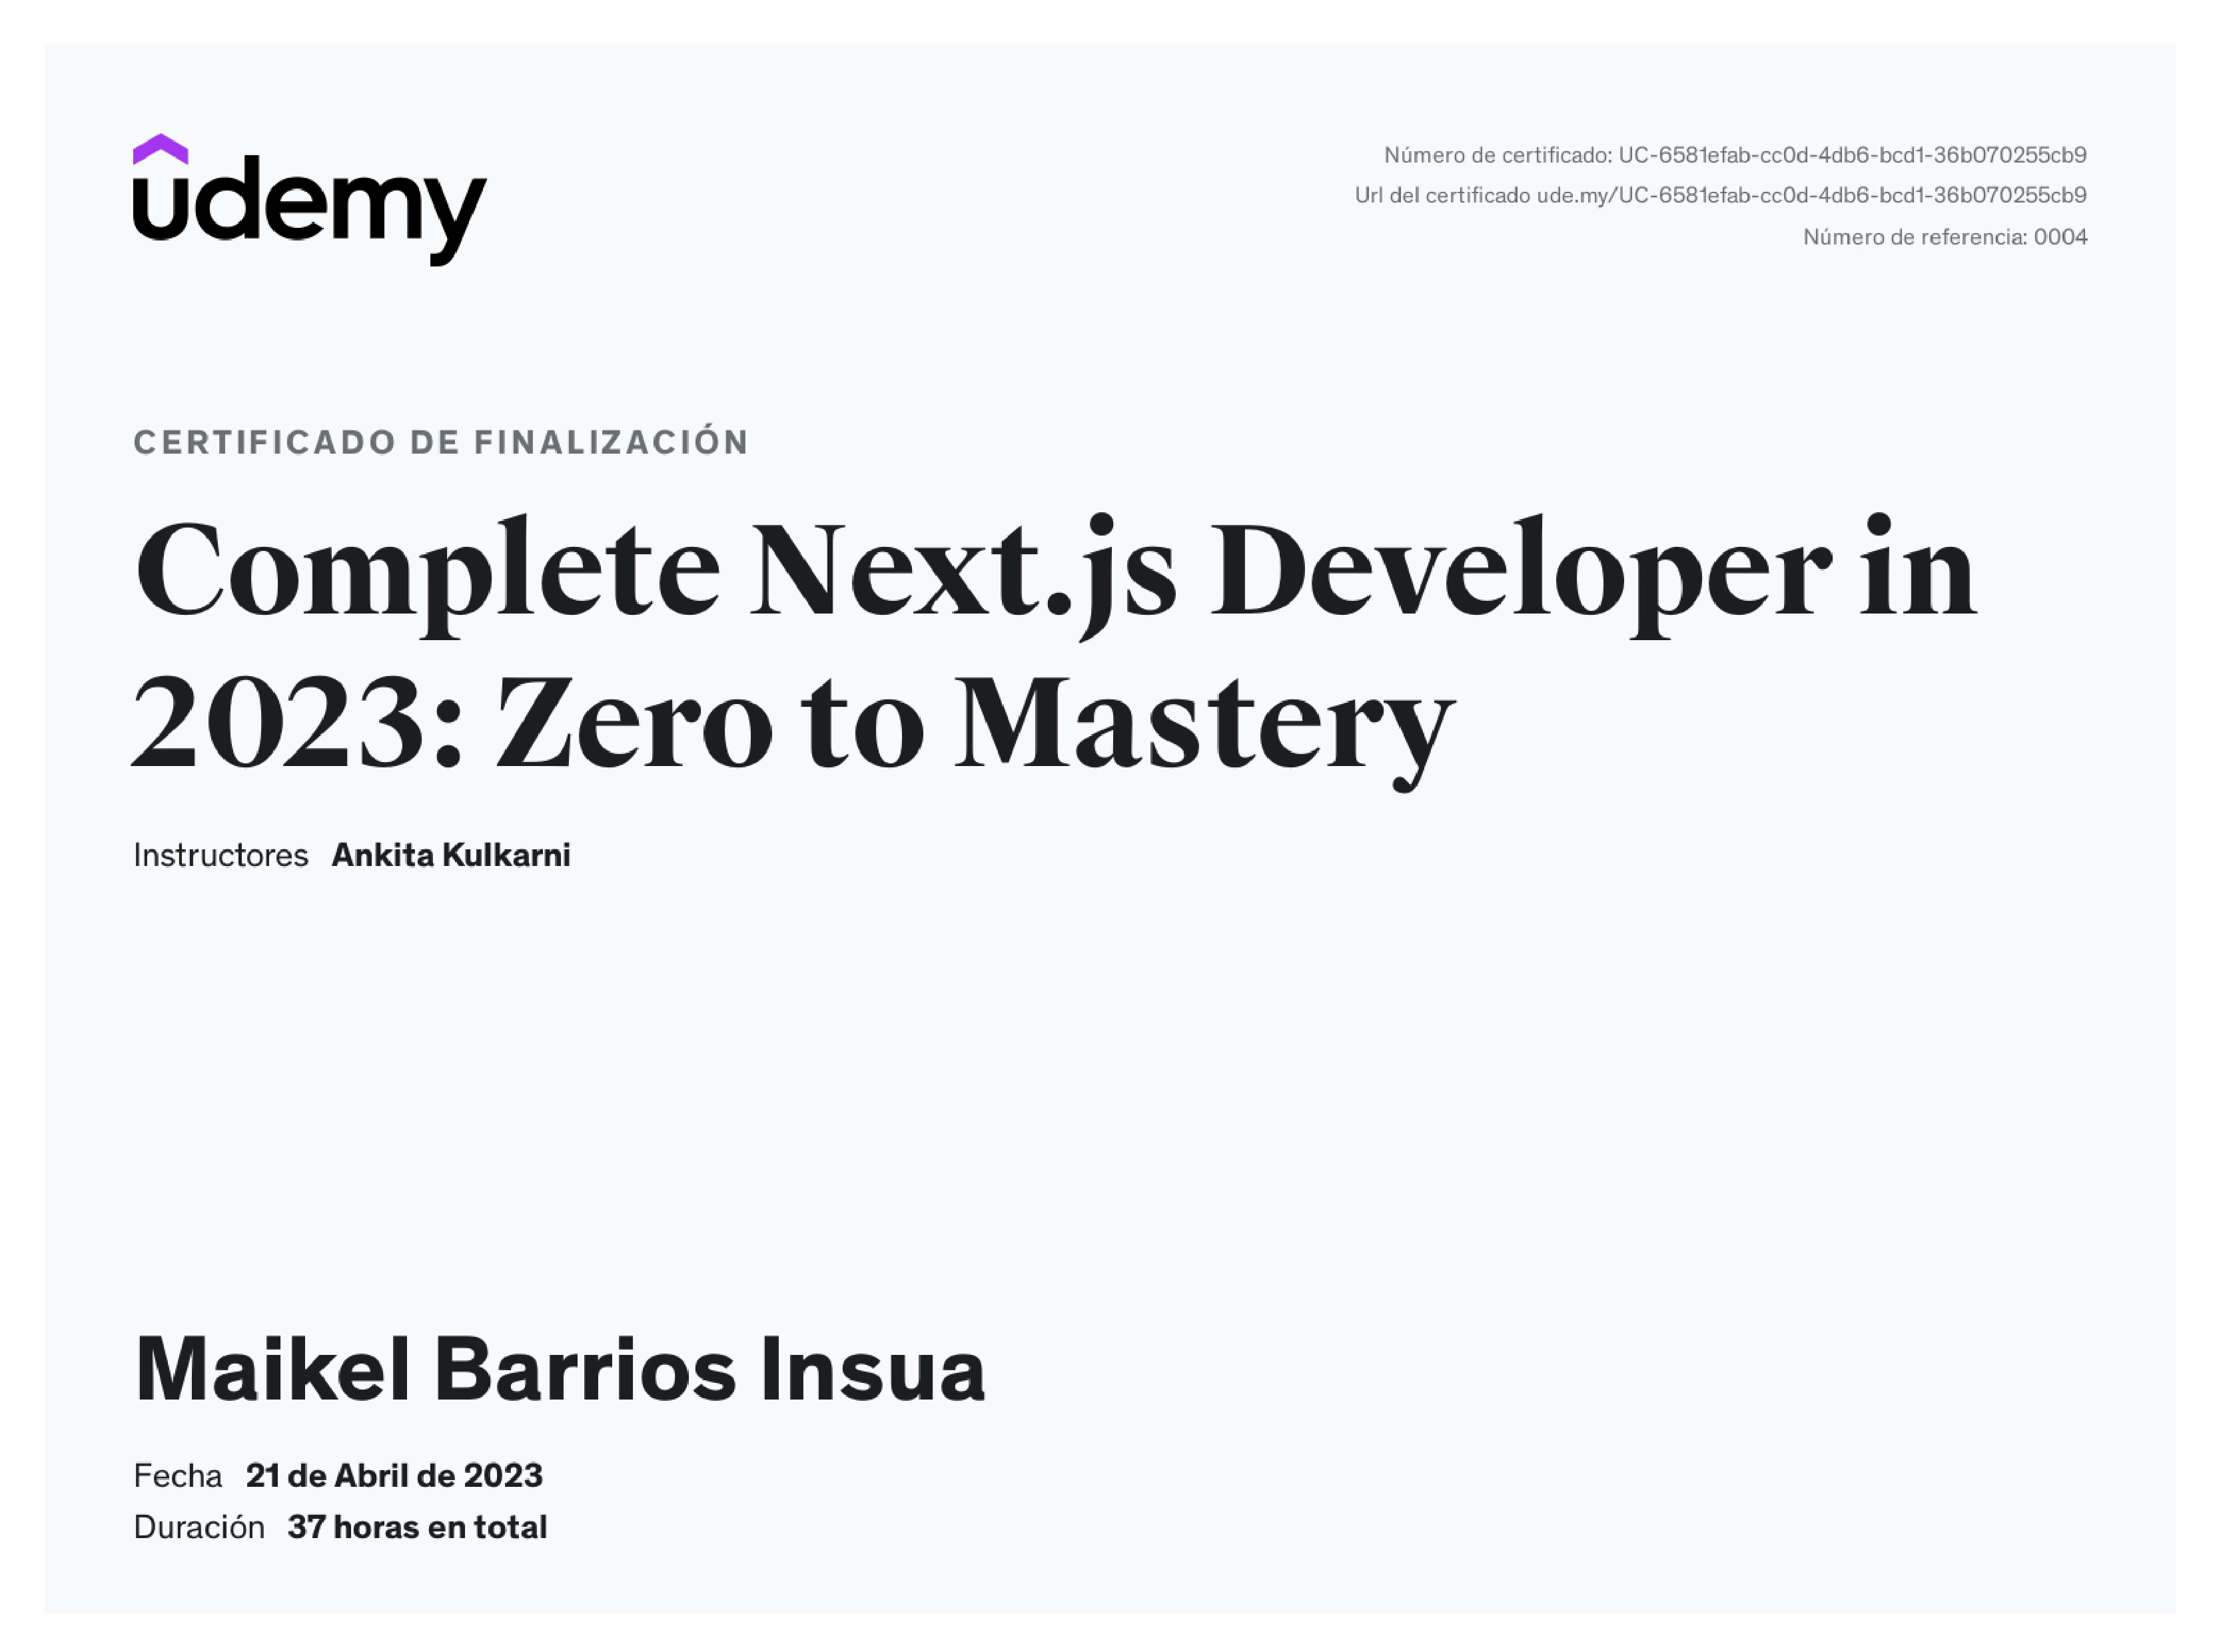 udemy
Número de certificado: UC-6581efab-cc0d-4db6-bcd1-36b070255cb9
Url del certificado ude.my/UC-6581efab-cc0d-4db6-bcd1-36b070255cb9
Número de referencia: 0004
CERTIFICADO DE FINALIZACIÓN
Complete Next.js Developer in
2023: Zero to Mastery
Instructores Ankita Kulkarni
Maikel Barrios Insua
Fecha 21 de Abril de 2023
Duración 37 horas en total